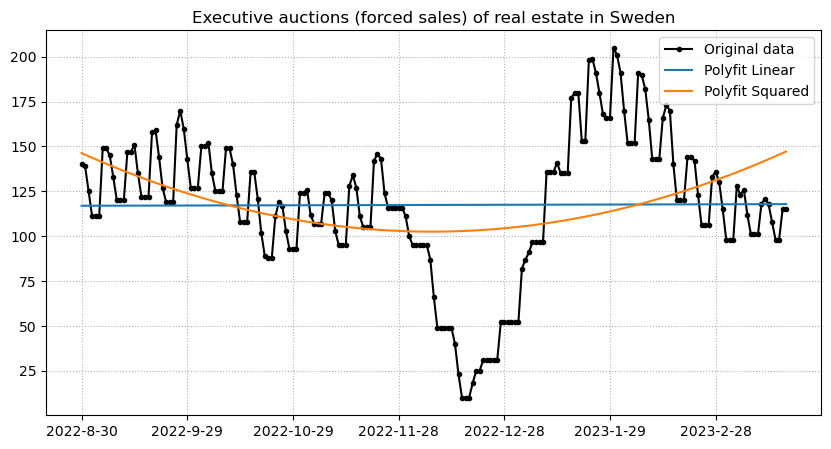 Executive auctions (forced sales) of real estate in Sweden
Original data
Polyfit Linear
Polyfit Squared
200
175
150
125
100
75
50
25
2022-8-30 2022-9-29 2022-10-29 2022-11-28 2022-12-28 2023-1-29 2023-2-28